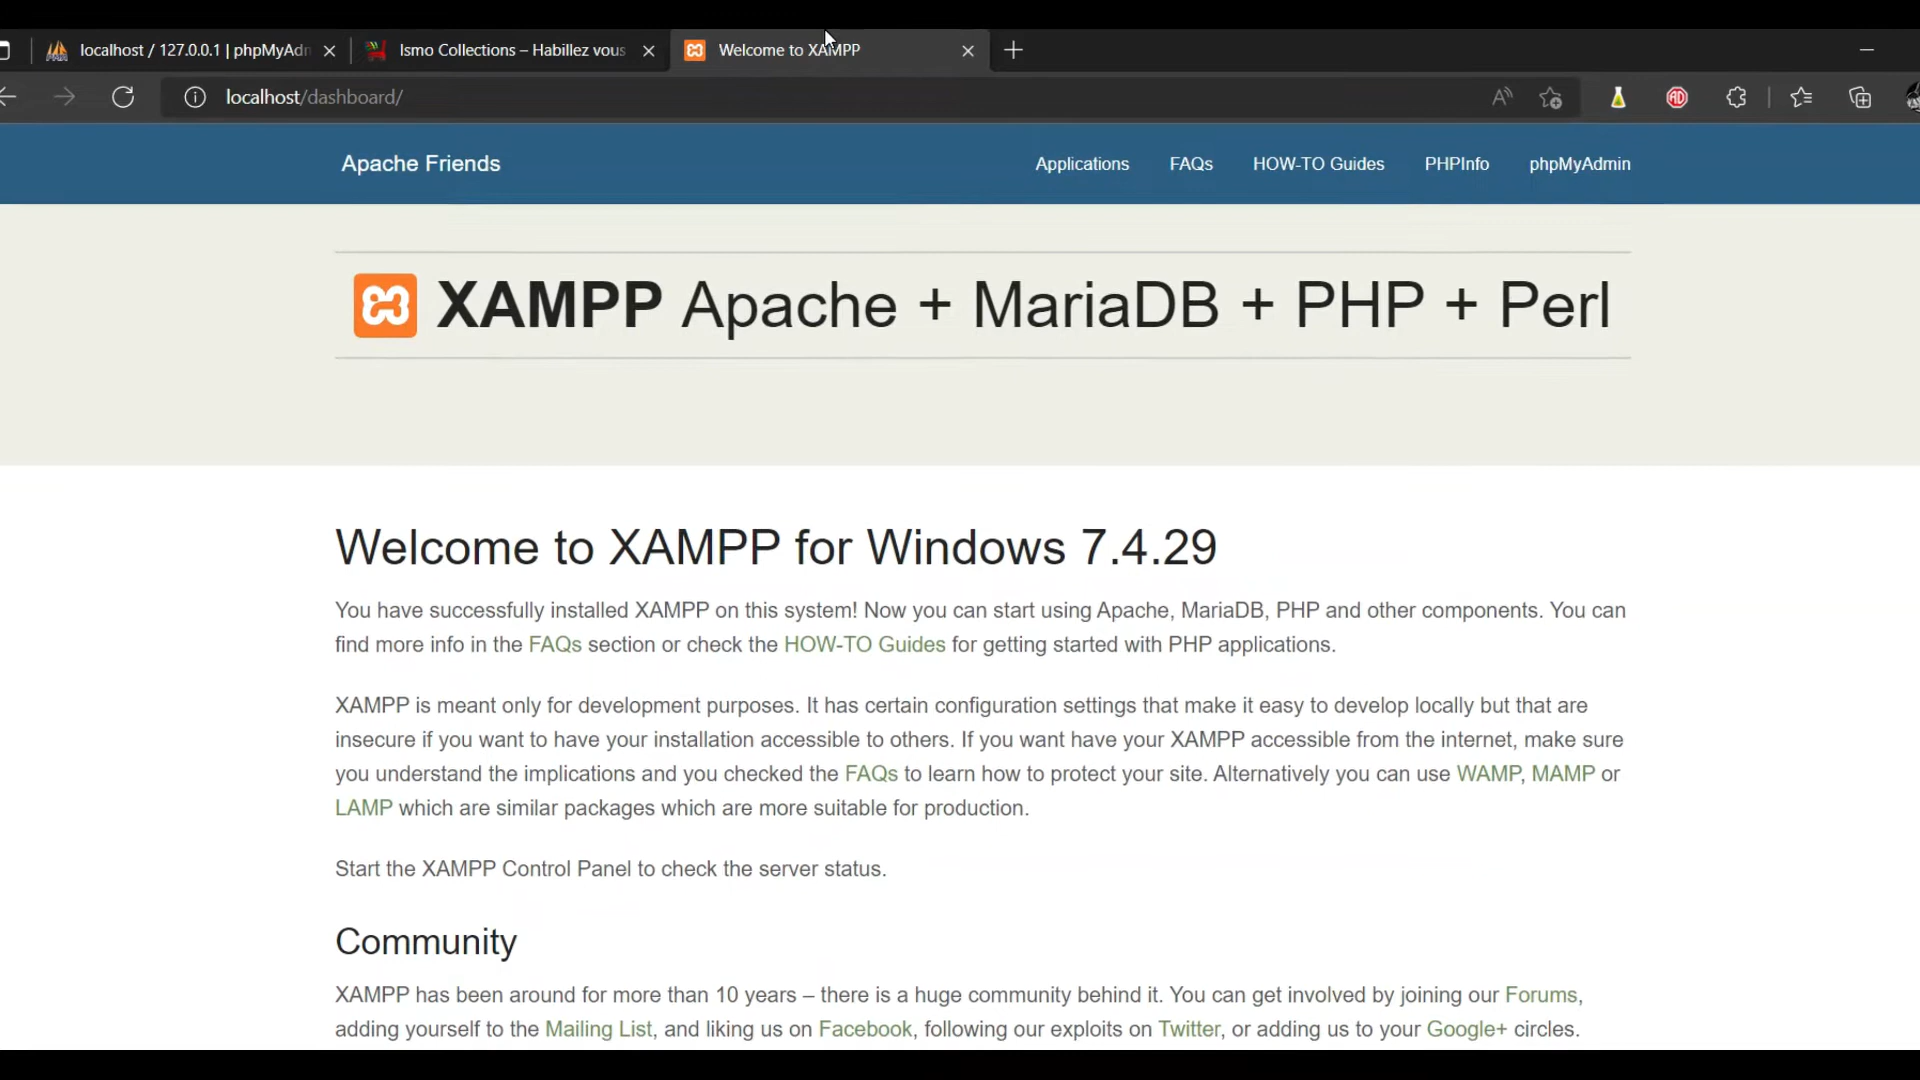 localhost / 127.0.0.1 | phpMyAdn
Ismo Collections – Habillez vous
Welcome to XAMPP
localhost/dashboard/
Apache Friends
Applications
FAQs
HOW-TO Guides
PHPInfo
phpMyAdmin
XAMPP Apache + MariaDB + PHP + Perl
Welcome to XAMPP for Windows 7.4.29
You have successfully installed XAMPP on this system! Now you can start using Apache, MariaDB, PHP and other components. You can
find more info in the FAQs section or check the HOW-TO Guides for getting started with PHP applications.
XAMPP is meant only for development purposes. It has certain configuration settings that make it easy to develop locally but that are
insecure if you want to have your installation accessible to others. If you want have your XAMPP accessible from the internet, make sure
you understand the implications and you checked the FAQs to learn how to protect your site. Alternatively you can use WAMP, MAMP or
LAMP which are similar packages which are more suitable for production.
Start the XAMPP Control Panel to check the server status.
Community
XAMPP has been around for more than 10 years – there is a huge community behind it. You can get involved by joining our Forums,
adding yourself to the Mailing List, and liking us on Facebook, following our exploits on Twitter, or adding us to your Google+ circles.